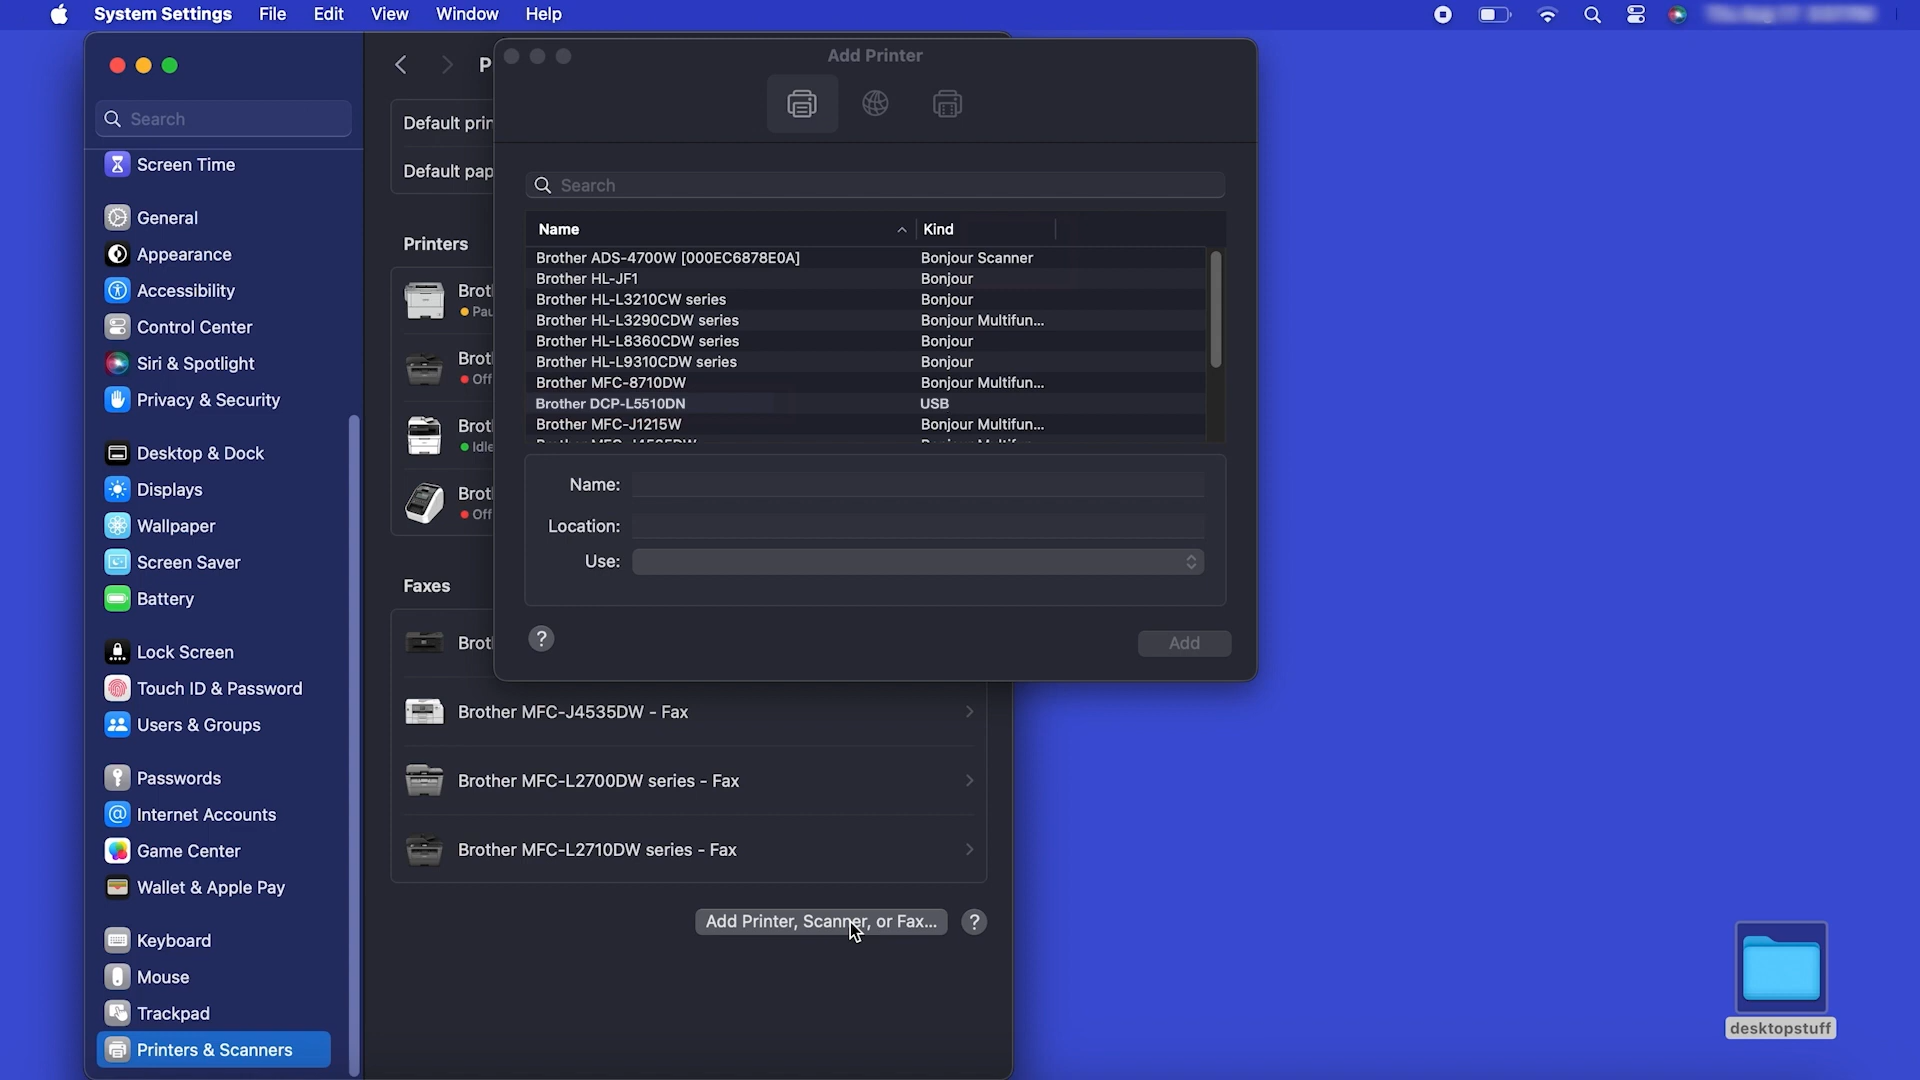 System Settings File Edit View Window Help
Search
Screen Time
General
Appearance
Accessibility
Control Center
Siri & Spotlight
Privacy & Security
Desktop & Dock
Displays
Wallpaper
Screen Saver
Battery
Lock Screen
Touch ID & Password
Users & Groups
Passwords
Internet Accounts
Game Center
Wallet & Apple Pay
Keyboard
Mouse
Trackpad
Printers & Scanners
P
Default prin
Default pap
Printers
Brot
Pau
Brot
Off
Brot
Idle
Brot
Off
Faxes
Brot
Brother MFC-J4535DW - Fax
Brother MFC-L2700DW series - Fax
Brother MFC-L2710DW series - Fax
Add Printer, Scanner, or Fax... ?
Add Printer
Search
Name Kind
Brother ADS-4700W [000EC6878E0A] Bonjour Scanner
Brother HL-JF1 Bonjour
Brother HL-L3210CW series Bonjour
Brother HL-L3290CDW series Bonjour Multifun...
Brother HL-L8360CDW series Bonjour
Brother HL-L9310CDW series Bonjour
Brother MFC-8710DW Bonjour Multifun...
Brother DCP-L5510DN USB
Brother MFC-J1215W Bonjour Multifun...
Name:
Location:
Use:
? Add
desktopstuff